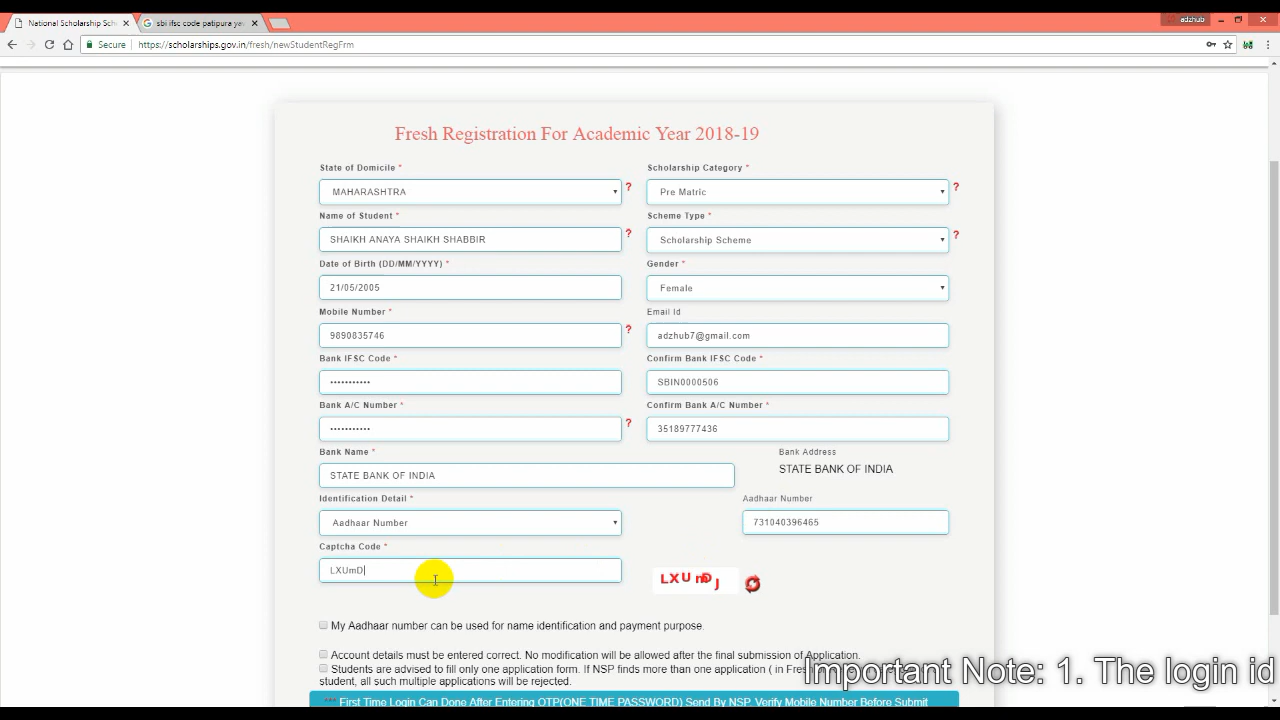 National Scholarship Sch
sbi ifsc code patipura ya
adzhub
Secure
https://scholarships.gov.in/fresh/newStudentRegFrm
Fresh Registration For Academic Year 2018-19
State of Domicile *
Scholarship Category *
MAHARASHTRA
?
Pre Matric
?
Name of Student *
Scheme Type *
SHAIKH ANAYA SHAIKH SHABBIR
?
Scholarship Scheme
?
Date of Birth (DD/MM/YYYY) *
Gender *
21/05/2005
Female
Mobile Number *
Email Id
9890835746
?
adzhub7@gmail.com
Bank IFSC Code *
Confirm Bank IFSC Code *
•••••••••••
SBIN0000506
Bank A/C Number *
Confirm Bank A/C Number *
•••••••••••
?
35189777436
Bank Name *
Bank Address
STATE BANK OF INDIA
STATE BANK OF INDIA
Identification Detail *
Aadhaar Number
Aadhaar Number
731040396465
Captcha Code *
LXUmD
LXUmDJ
My Aadhaar number can be used for name identification and payment purpose.
Account details must be entered correct. No modification will be allowed after the final submission of Application.
Students are advised to fill only one application form. If NSP finds more than one application ( in Fres
student, all such multiple applications will be rejected.
Important Note: 1. The login id
*** First Time Login Can Done After Entering OTP(ONE TIME PASSWORD) Send By NSP. Verify Mobile Number Before Submit